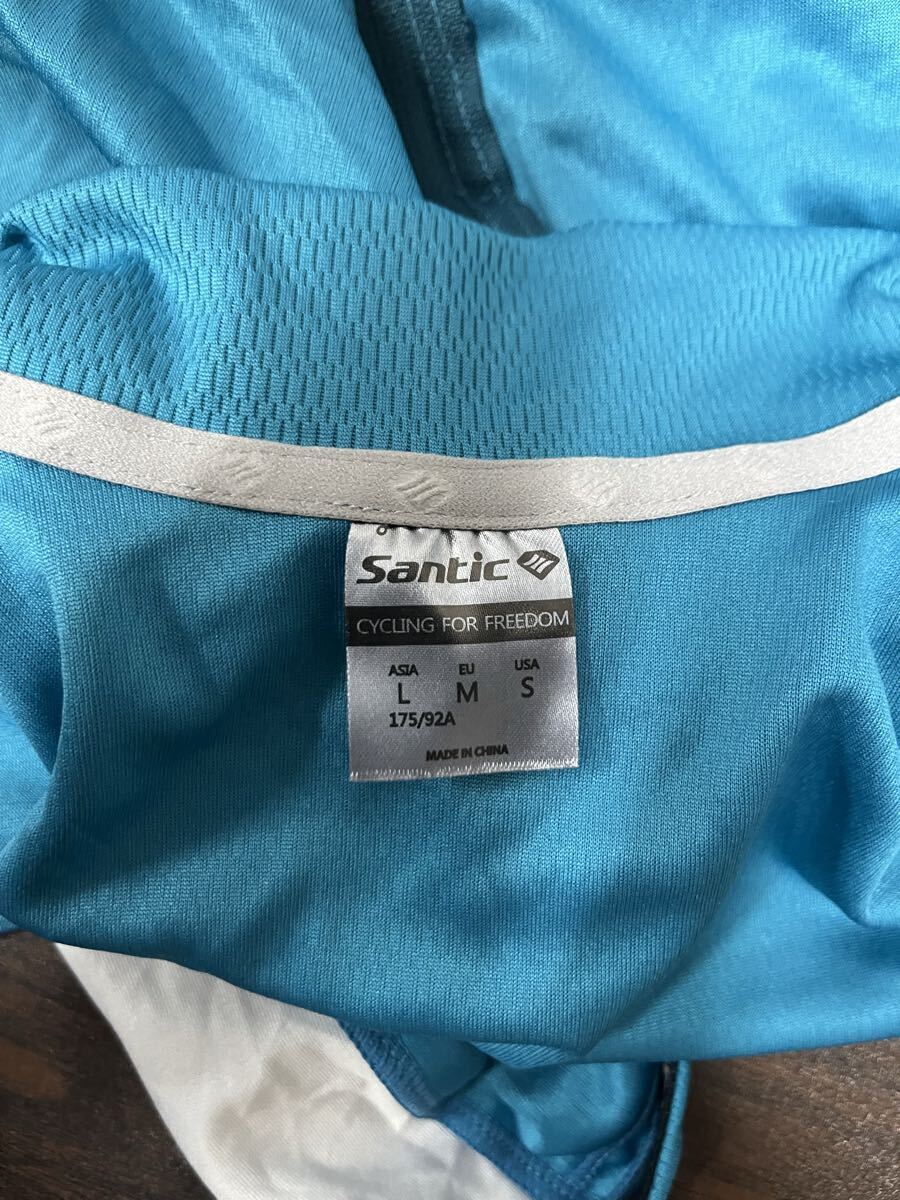 Santic
CYCLING FOR FREEDOM
ASIA EU USA
L M S
175/92A
MADE IN CHINA